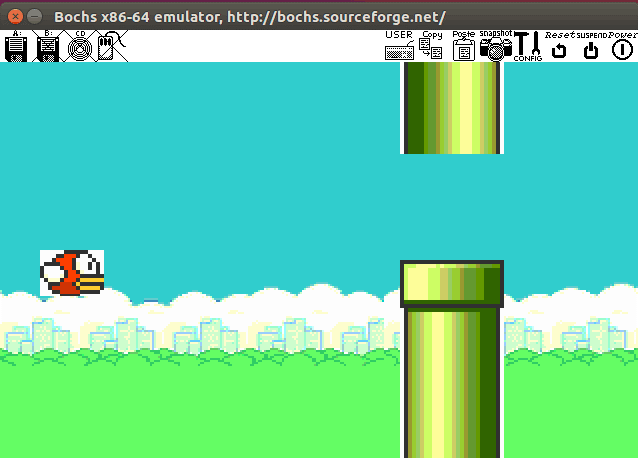 Bochs x86-64 emulator, http://bochs.sourceforge.net/
A: B: CD USER Copy Paste snapshot CONFIG Reset SUSPEND Power